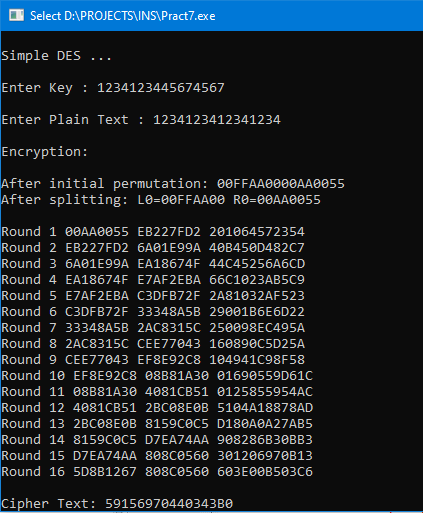 Select D:\PROJECTS\INS\Pract7.exe
Simple DES ...
Enter Key : 1234123445674567
Enter Plain Text : 1234123412341234
Encryption:
After initial permutation: 00FFAA0000AA0055
After splitting: L0=00FFAA00 R0=00AA0055
Round 1 00AA0055 EB227FD2 201064572354
Round 2 EB227FD2 6A01E99A 40B450D482C7
Round 3 6A01E99A EA18674F 44C45256A6CD
Round 4 EA18674F E7AF2EBA 66C1023AB5C9
Round 5 E7AF2EBA C3DFB72F 2A81032AF523
Round 6 C3DFB72F 33348A5B 29001B6E6D22
Round 7 33348A5B 2AC8315C 250098EC495A
Round 8 2AC8315C CEE77043 160890C5D25A
Round 9 CEE77043 EF8E92C8 104941C98F58
Round 10 EF8E92C8 08B81A30 01690559D61C
Round 11 08B81A30 4081CB51 0125855954AC
Round 12 4081CB51 2BC08E0B 5104A18878AD
Round 13 2BC08E0B 8159C0C5 D180A0A27AB5
Round 14 8159C0C5 D7EA74AA 908286B30BB3
Round 15 D7EA74AA 808C0560 301206970B13
Round 16 5D8B1267 808C0560 603E00B503C6
Cipher Text: 59156970440343B0